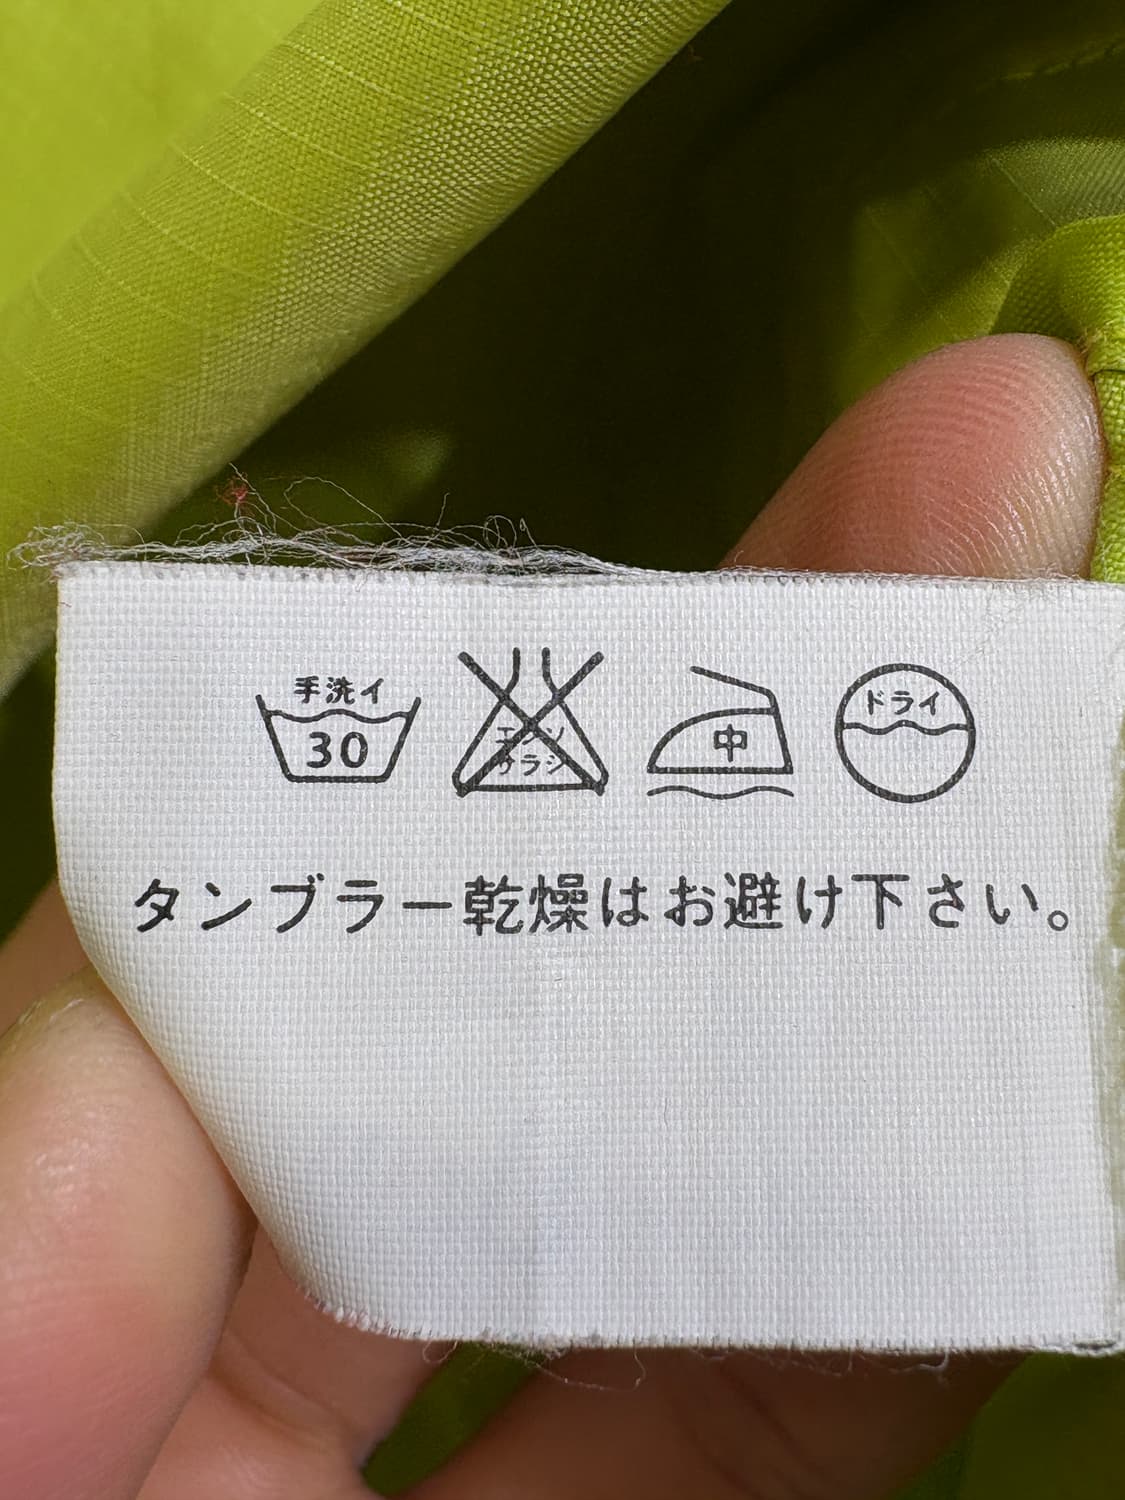 手洗イ 30 エンソ サラシ 中 ドライ
タンブラー乾燥はお避け下さい。